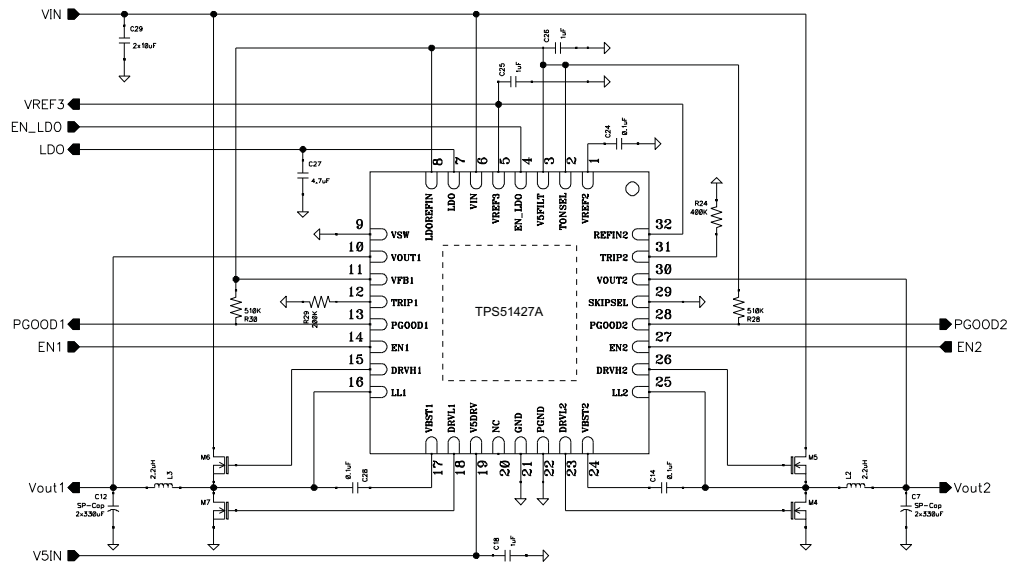 VIN
C29
2x10uF
C26
1uF
C25
1uF
VREF3
EN_LDO
LDO
C24
0.1uF
C27
4.7uF
8 7 6 5 4 3 2 1
LDOREFIN LDO VIN VREF3 EN_LDO V5FILT TONSEL VREF2
R24
400K
9 VSW
10 VOUT1
11 VFB1
12 TRIP1
13 PGOOD1
14 EN1
15 DRVH1
16 LL1
REFIN2 32
TRIP2 31
VOUT2 30
SKIPSEL 29
PGOOD2 28
EN2 27
DRVH2 26
LL2 25
TPS51427A
510K
R30
R29
200K
510K
R28
PGOOD1
EN1
PGOOD2
EN2
VBST1 DRVL1 V5DRV NC GND PGND DRVL2 VBST2
17 18 19 20 21 22 23 24
M6
M5
2.2uH L3
0.1uF
C28
C14
0.1uF
L2
2.2uH
Vout1
C12
SP-Cap
2x330uF
M7
M4
C7
SP-Cap
2x330uF
Vout2
V5IN
C18
1uF